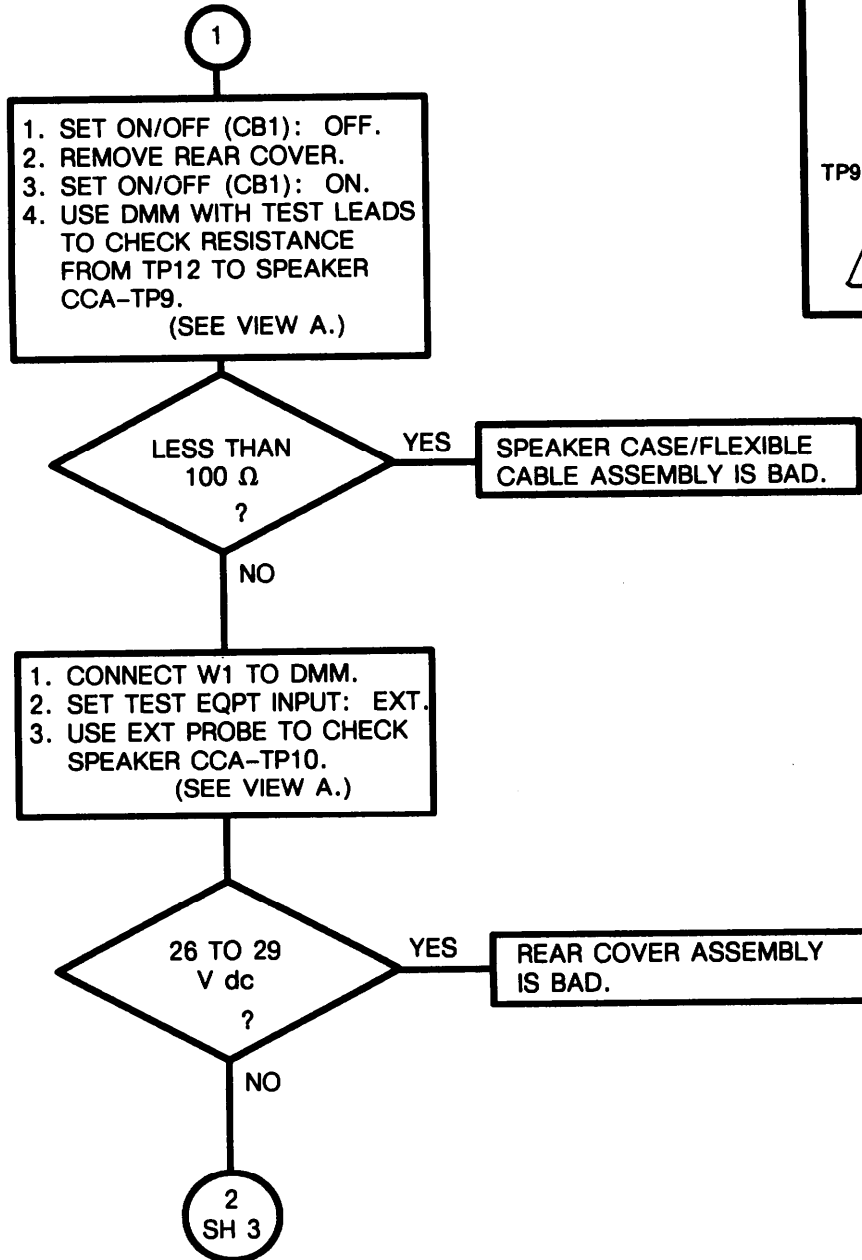 1
1. SET ON/OFF (CB1): OFF.
2. REMOVE REAR COVER.
3. SET ON/OFF (CB1): ON.
4. USE DMM WITH TEST LEADS
TO CHECK RESISTANCE
FROM TP12 TO SPEAKER
CCA-TP9.
(SEE VIEW A.)
TP9
LESS THAN
100 Ω
?
YES
SPEAKER CASE/FLEXIBLE
CABLE ASSEMBLY IS BAD.
NO
1. CONNECT W1 TO DMM.
2. SET TEST EQPT INPUT: EXT.
3. USE EXT PROBE TO CHECK
SPEAKER CCA-TP10.
(SEE VIEW A.)
26 TO 29
V dc
?
YES
REAR COVER ASSEMBLY
IS BAD.
NO
2
SH 3